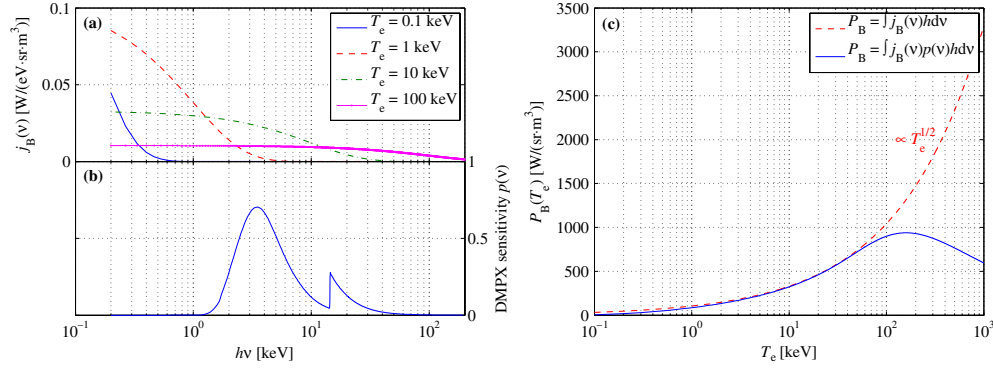 (a)
T_e = 0.1 keV
T_e = 1 keV
T_e = 10 keV
T_e = 100 keV
0.1
0.05
0
j_B(ν) [W/(eV·sr·m³)]
(b)
1
0.5
0
DMPX sensitivity p(ν)
10⁻¹ 10⁰ 10¹ 10²
hν [keV]
(c)
P_B = ∫ j_B(ν)hdν
P_B = ∫ j_B(ν)p(ν)hdν
∝ T_e^{1/2}
3500
3000
2500
2000
1500
1000
500
0
P_B(T_e) [W/(sr·m³)]
10⁻¹ 10⁰ 10¹ 10² 10³
T_e [keV]